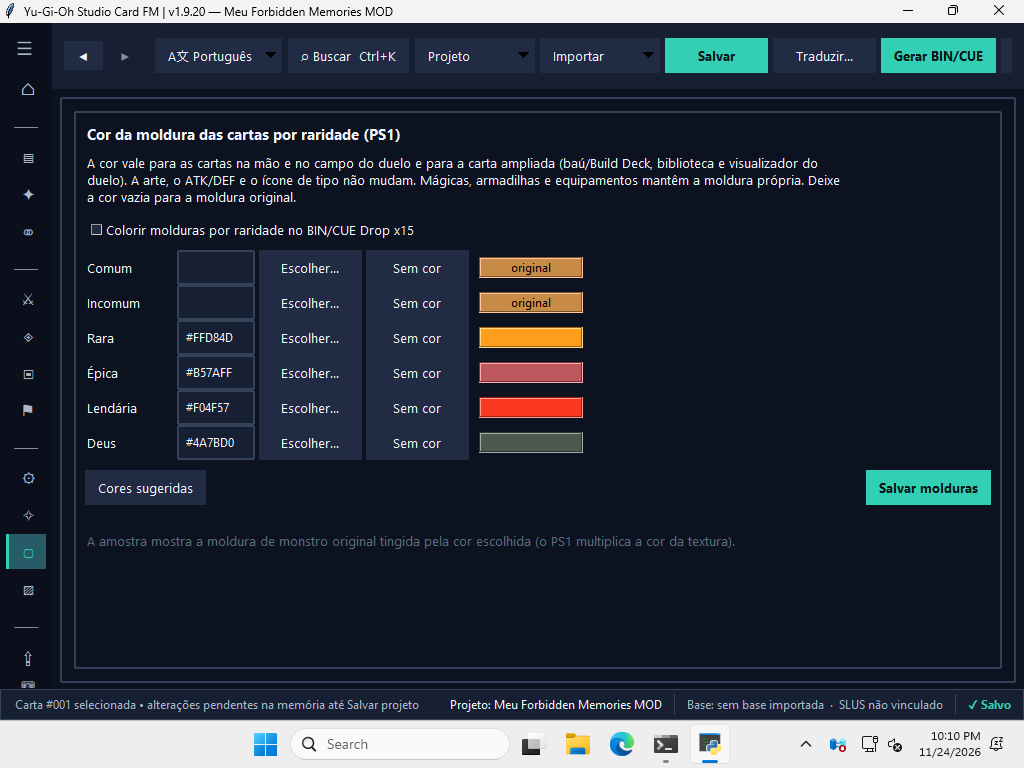 Yu-Gi-Oh Studio Card FM | v1.9.20 — Meu Forbidden Memories MOD
A文 Português
Buscar Ctrl+K
Projeto
Importar
Salvar
Traduzir...
Gerar BIN/CUE
Cor da moldura das cartas por raridade (PS1)
A cor vale para as cartas na mão e no campo do duelo e para a carta ampliada (baú/Build Deck, biblioteca e visualizador do
duelo). A arte, o ATK/DEF e o ícone de tipo não mudam. Mágicas, armadilhas e equipamentos mantêm a moldura própria. Deixe
a cor vazia para a moldura original.
Colorir molduras por raridade no BIN/CUE Drop x15
Comum Escolher... Sem cor original
Incomum Escolher... Sem cor original
Rara #FFD84D Escolher... Sem cor
Épica #B57AFF Escolher... Sem cor
Lendária #F04F57 Escolher... Sem cor
Deus #4A7BD0 Escolher... Sem cor
Cores sugeridas
Salvar molduras
A amostra mostra a moldura de monstro original tingida pela cor escolhida (o PS1 multiplica a cor da textura).
Carta #001 selecionada • alterações pendentes na memória até Salvar projeto
Projeto: Meu Forbidden Memories MOD
Base: sem base importada · SLUS não vinculado
✓ Salvo
Search
10:10 PM
11/24/2026